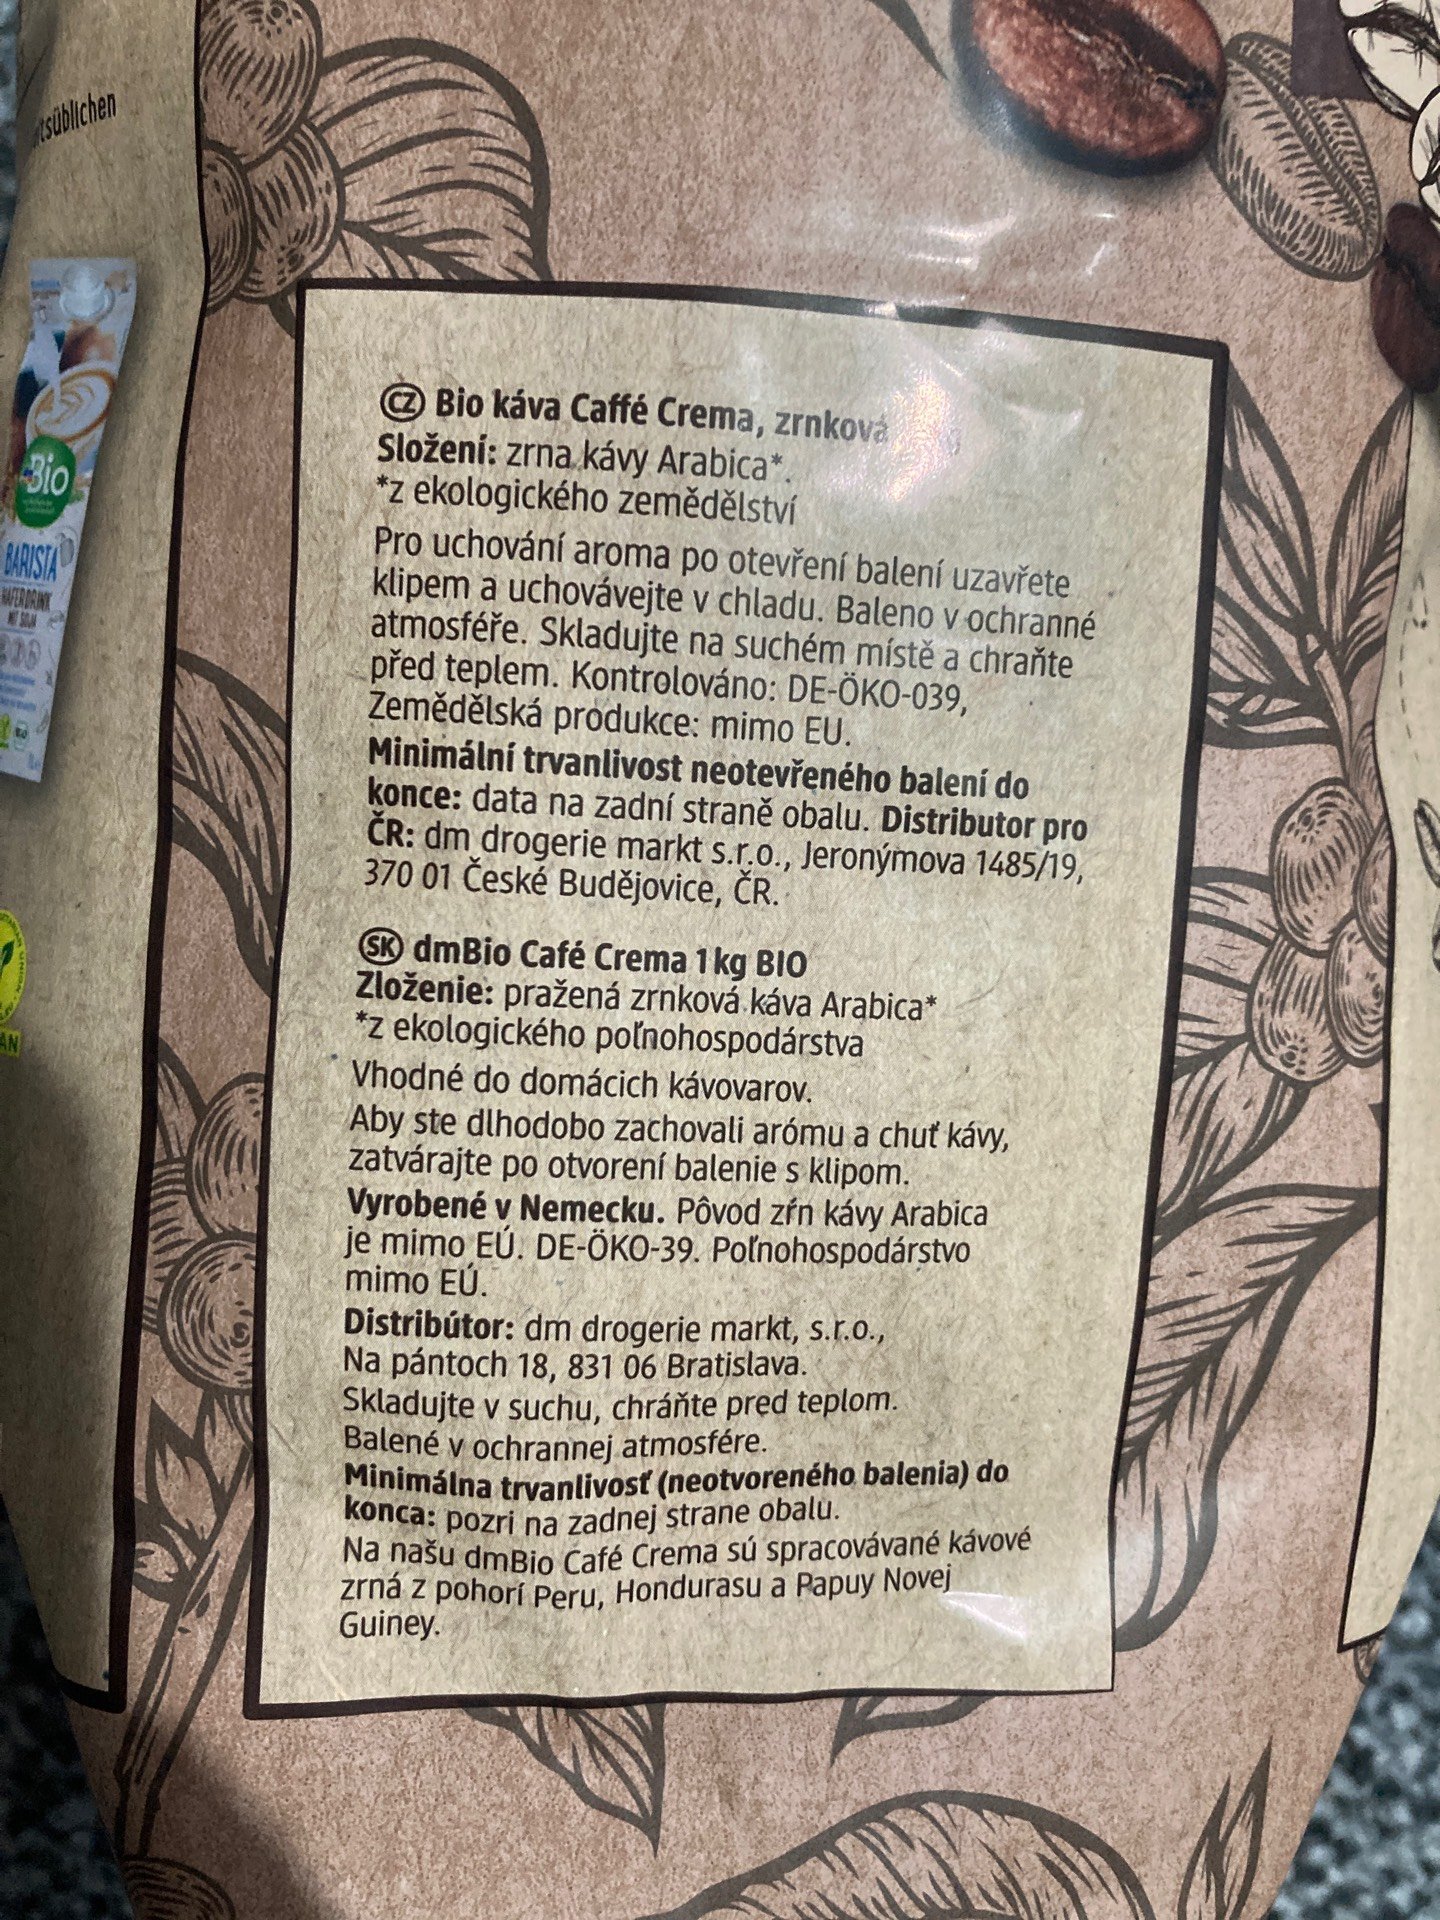 tsüblichen
Bio
BARISTA
HAFERDRINK
MIT SOJA
CZ Bio káva Caffé Crema, zrnková
Složení: zrna kávy Arabica*.
*z ekologického zemědělství
Pro uchování aroma po otevření balení uzavřete
klipem a uchovávejte v chladu. Baleno v ochranné
atmosféře. Skladujte na suchém místě a chraňte
před teplem. Kontrolováno: DE-ÖKO-039,
Zemědělská produkce: mimo EU.
Minimální trvanlivost neotevřeného balení do
konce: data na zadní straně obalu. Distributor pro
ČR: dm drogerie markt s.r.o., Jeronýmova 1485/19,
370 01 České Budějovice, ČR.
SK dmBio Café Crema 1 kg BIO
Zloženie: pražená zrnková káva Arabica*
*z ekologického poľnohospodárstva
Vhodné do domácich kávovarov.
Aby ste dlhodobo zachovali arómu a chuť kávy,
zatvárajte po otvorení balenie s klipom.
Vyrobené v Nemecku. Pôvod zŕn kávy Arabica
je mimo EÚ. DE-ÖKO-39. Poľnohospodárstvo
mimo EÚ.
Distribútor: dm drogerie markt, s.r.o.,
Na pántoch 18, 831 06 Bratislava.
Skladujte v suchu, chráňte pred teplom.
Balené v ochrannej atmosfére.
Minimálna trvanlivosť (neotvoreného balenia) do
konca: pozri na zadnej strane obalu.
Na našu dmBio Café Crema sú spracovávané kávové
zrná z pohorí Peru, Hondurasu a Papuy Novej
Guiney.